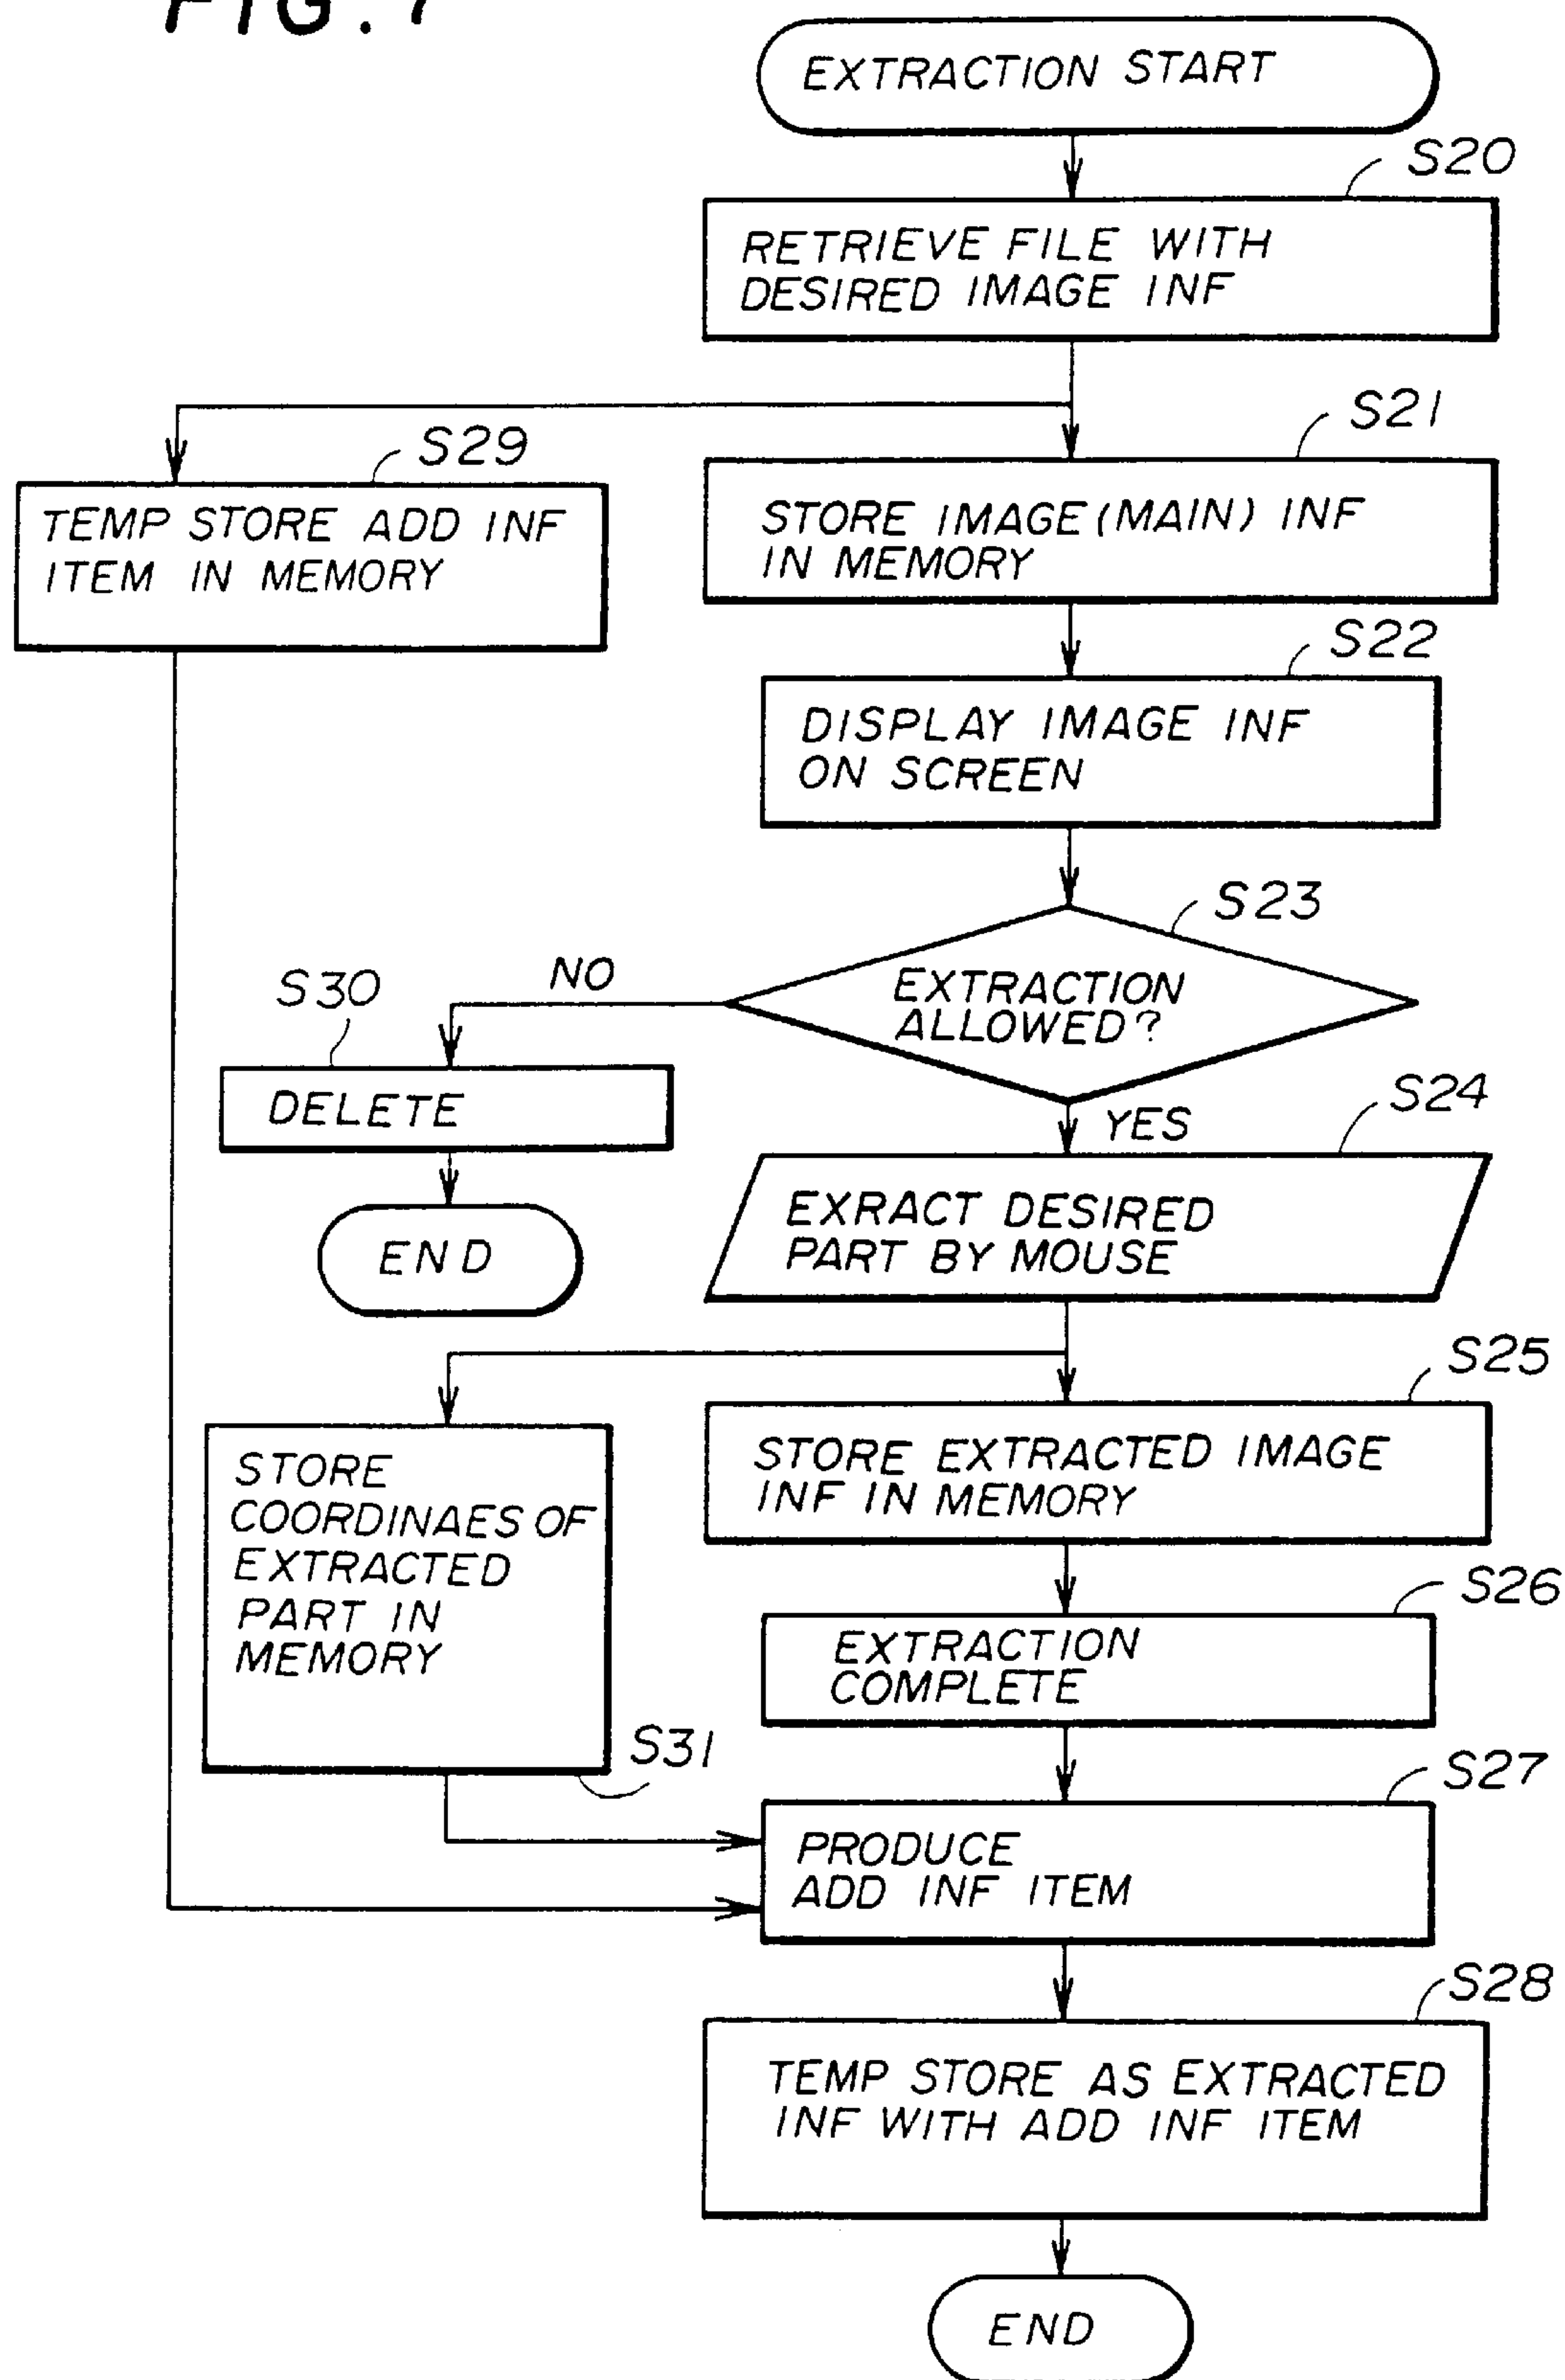 FIG. 7
EXTRACTION START
S20
RETRIEVE FILE WITH
DESIRED IMAGE INF
S21
STORE IMAGE (MAIN) INF
IN MEMORY
S29
TEMP STORE ADD INF
ITEM IN MEMORY
S22
DISPLAY IMAGE INF
ON SCREEN
S23
EXTRACTION
ALLOWED?
NO
S30
DELETE
END
YES
S24
EXRACT DESIRED
PART BY MOUSE
S25
STORE EXTRACTED IMAGE
INF IN MEMORY
STORE
COORDINAES OF
EXTRACTED
PART IN
MEMORY
S31
S26
EXTRACTION
COMPLETE
S27
PRODUCE
ADD INF ITEM
S28
TEMP STORE AS EXTRACTED
INF WITH ADD INF ITEM
END